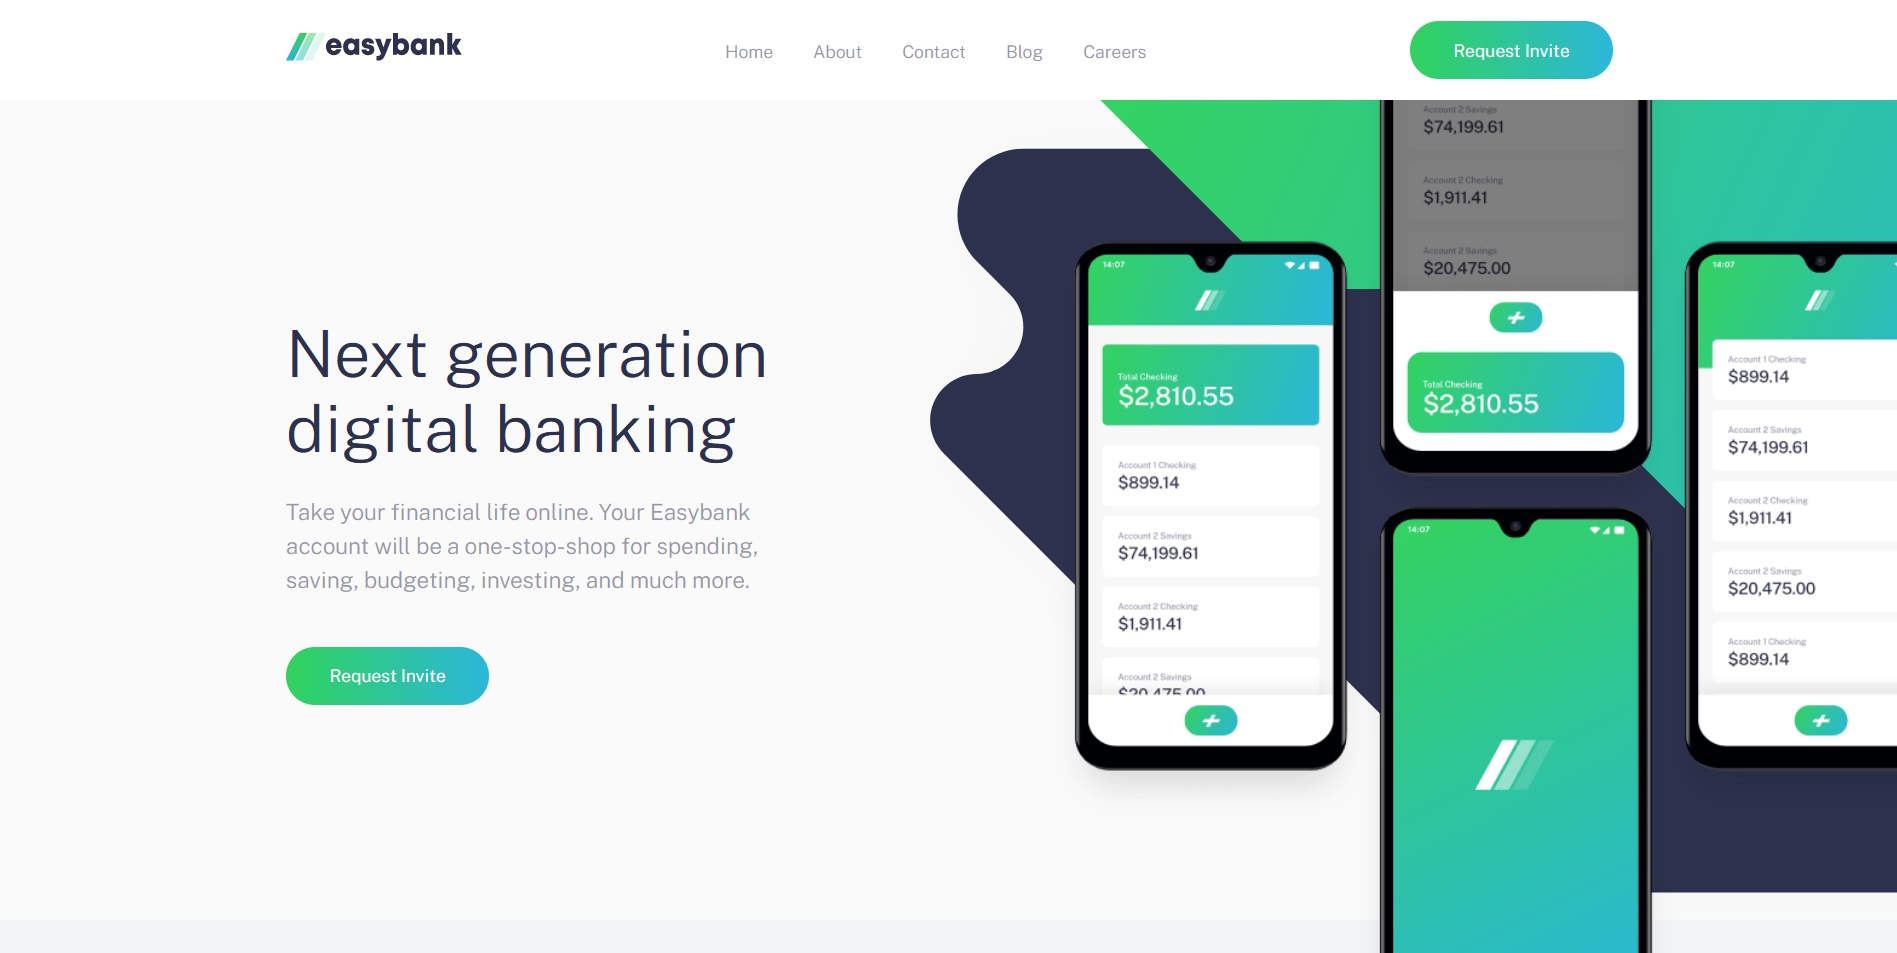 easybank
Home
About
Contact
Blog
Careers
Request Invite
Next generation
digital banking
Take your financial life online. Your Easybank
account will be a one-stop-shop for spending,
saving, budgeting, investing, and much more.
Request Invite
14:07
Total Checking
$2,810.55
Account 1 Checking
$899.14
Account 2 Savings
$74,199.61
Account 2 Checking
$1,911.41
Account 2 Savings
$20,475.00
Account 2 Savings
$74,199.61
Account 2 Checking
$1,911.41
Account 2 Savings
$20,475.00
Total Checking
$2,810.55
14:07
14:07
Account 1 Checking
$899.14
Account 2 Savings
$74,199.61
Account 2 Checking
$1,911.41
Account 2 Savings
$20,475.00
Account 1 Checking
$899.14